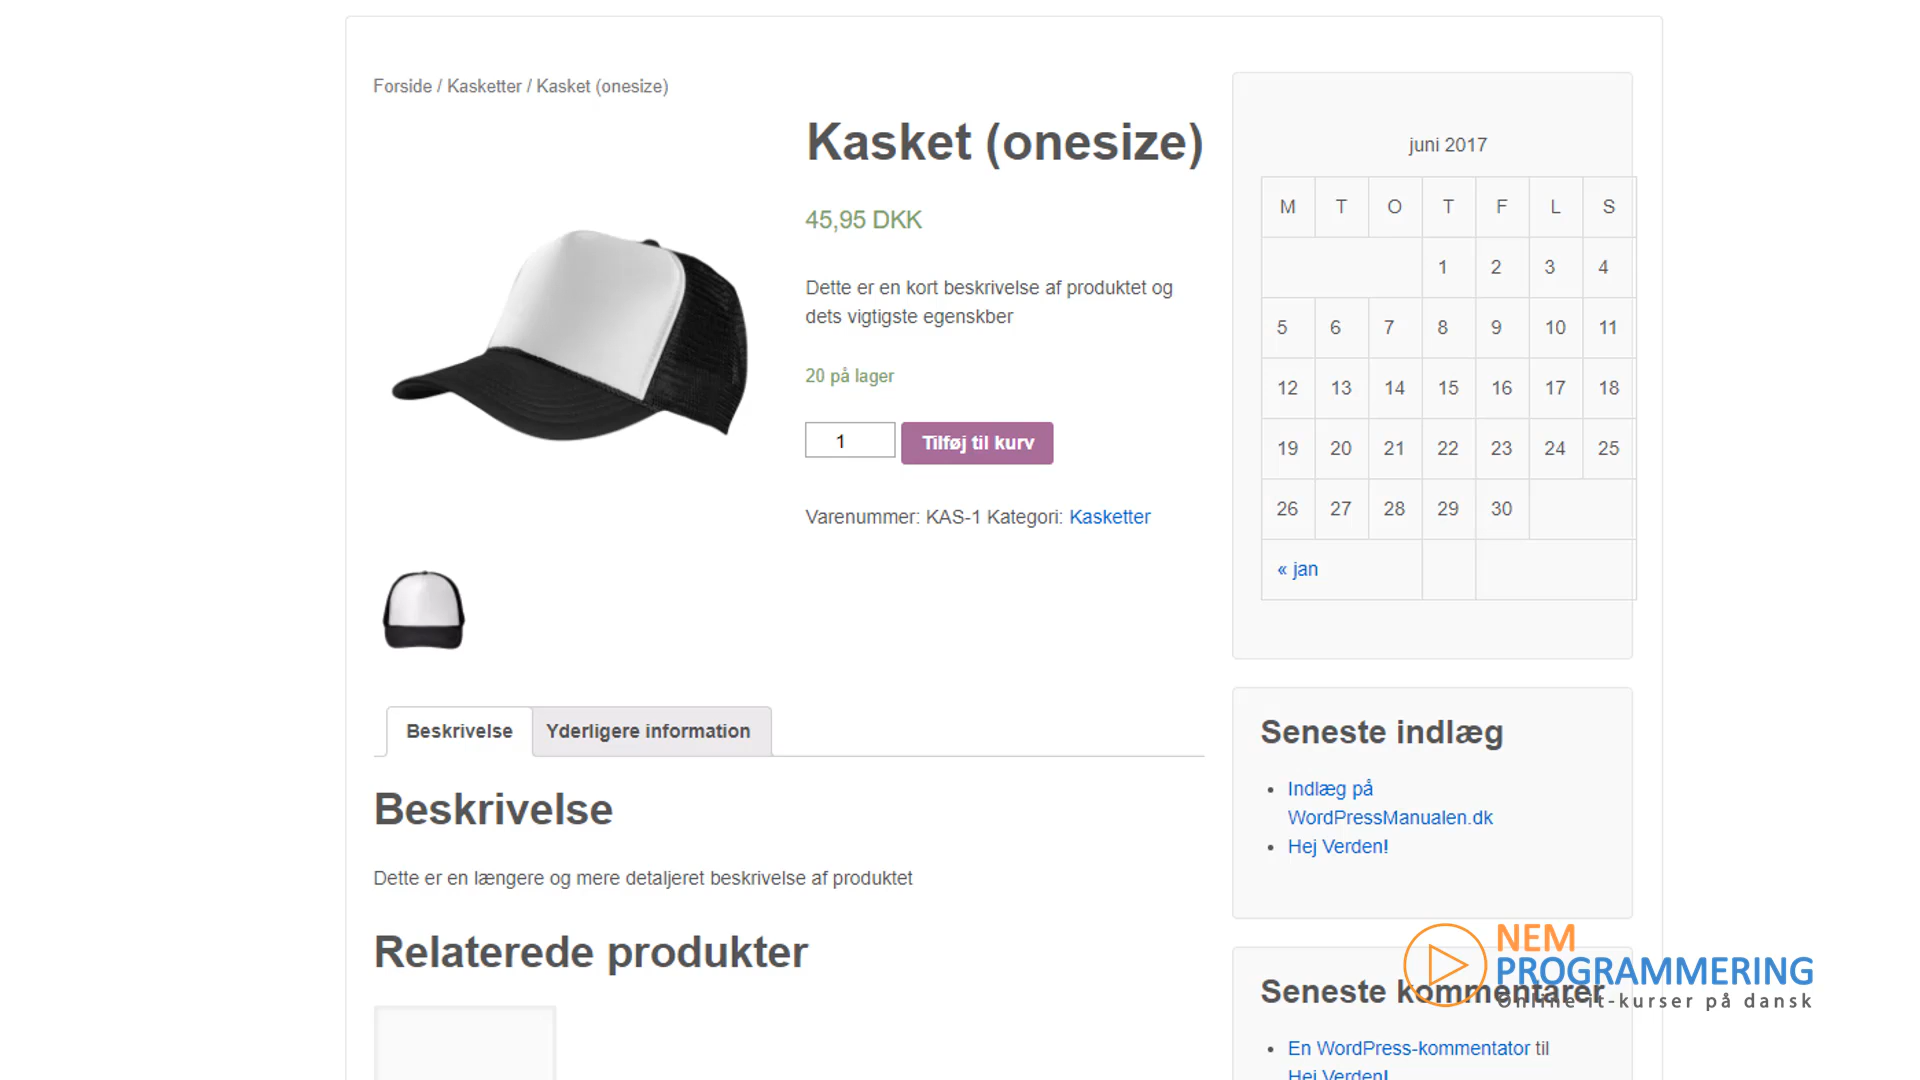 Forside / Kasketter / Kasket (onesize)
Kasket (onesize)
45,95 DKK
Dette er en kort beskrivelse af produktet og
dets vigtigste egenskber
20 på lager
1
Tilføj til kurv
Varenummer: KAS-1 Kategori: Kasketter
Beskrivelse
Yderligere information
Beskrivelse
Dette er en længere og mere detaljeret beskrivelse af produktet
Relaterede produkter
juni 2017
M T O T F L S
1 2 3 4
5 6 7 8 9 10 11
12 13 14 15 16 17 18
19 20 21 22 23 24 25
26 27 28 29 30
« jan
Seneste indlæg
Indlæg på
WordPressManualen.dk
Hej Verden!
Seneste kommentarer
En WordPress-kommentator til
Hej Verden!
NEM
PROGRAMMERING
Online it-kurser på dansk